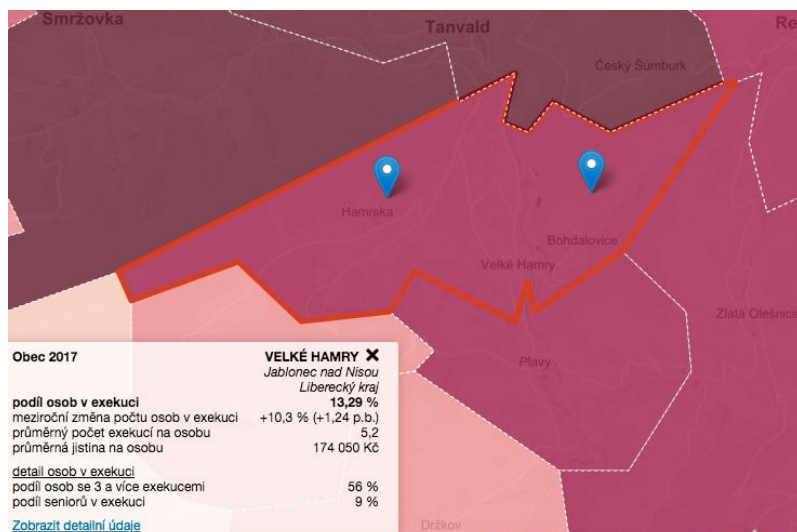 Smržovka
Tanvald
Re
Český Šumburk
Hamrska
Bohdalovice
Velké Hamry
Zlatá Olešnice
Plavy
Držkov
Obec 2017 VELKÉ HAMRY ✕
Jablonec nad Nisou
Liberecký kraj
podíl osob v exekuci 13,29 %
meziroční změna počtu osob v exekuci +10,3 % (+1,24 p.b.)
průměrný počet exekucí na osobu 5,2
průměrná jistina na osobu 174 050 Kč
detail osob v exekuci
podíl osob se 3 a více exekucemi 56 %
podíl seniorů v exekuci 9 %
Zobrazit detailní údaje